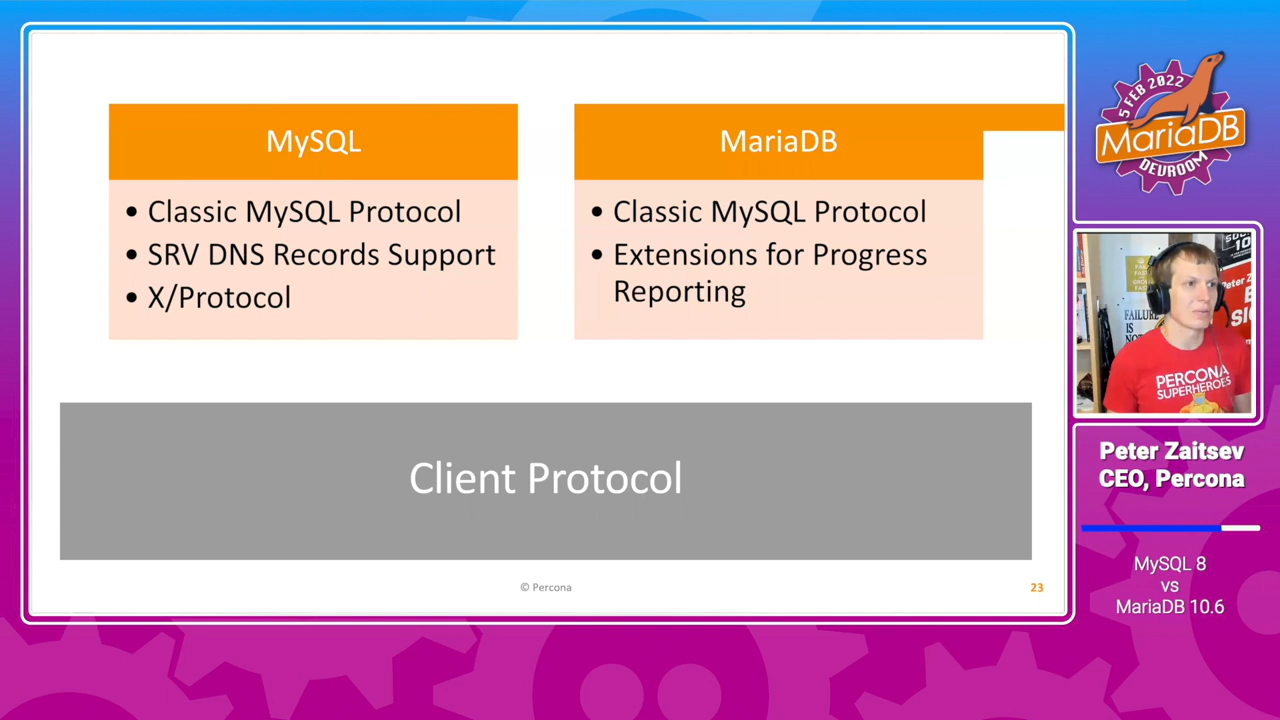 MySQL
• Classic MySQL Protocol
• SRV DNS Records Support
• X/Protocol
MariaDB
• Classic MySQL Protocol
• Extensions for Progress
Reporting
Client Protocol
© Percona
23
5 FEB 2022
MariaDB
DEVROOM
FAILURE
IS
PERCONA
SUPERHEROES
Peter Zaitsev
CEO, Percona
MySQL 8
vs
MariaDB 10.6